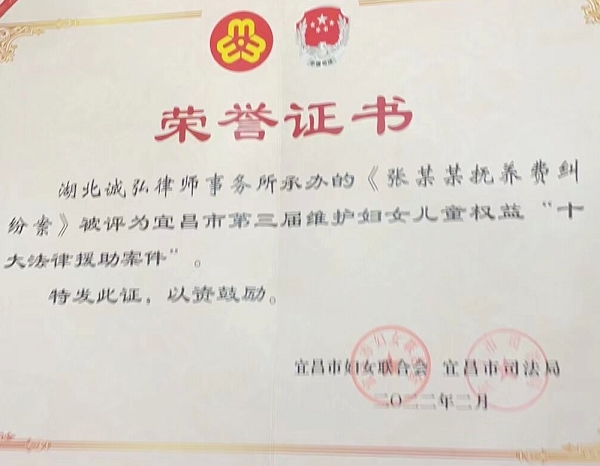 荣誉证书
湖北诚弘律师事务所承办的《张某某抚养费纠
纷案》被评为宜昌市第三届维护妇女儿童权益“十
大法律援助案件”。
特发此证，以资鼓励。
宜昌市妇女联合会 宜昌市司法局
二〇二二年二月